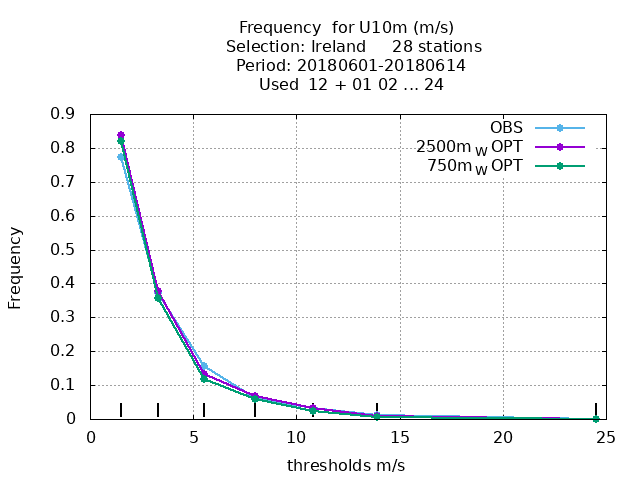 Frequency for U10m (m/s)
Selection: Ireland 28 stations
Period: 20180601-20180614
Used 12 + 01 02 ... 24
OBS
2500m W OPT
750m W OPT
0.9
0.8
0.7
0.6
0.5
0.4
0.3
0.2
0.1
0
Frequency
0 5 10 15 20 25
thresholds m/s